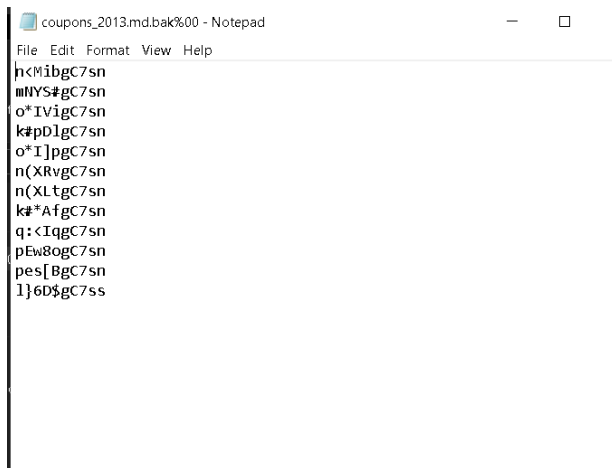 coupons_2013.md.bak%00 - Notepad
File Edit Format View Help
n<MibgC7sn
mNYS#gC7sn
o*IVigC7sn
k#pDlgC7sn
o*I]pgC7sn
n(XRvgC7sn
n(XLtgC7sn
k#*AfgC7sn
q:<IqgC7sn
pEw8ogC7sn
pes[BgC7sn
l}6D$gC7ss